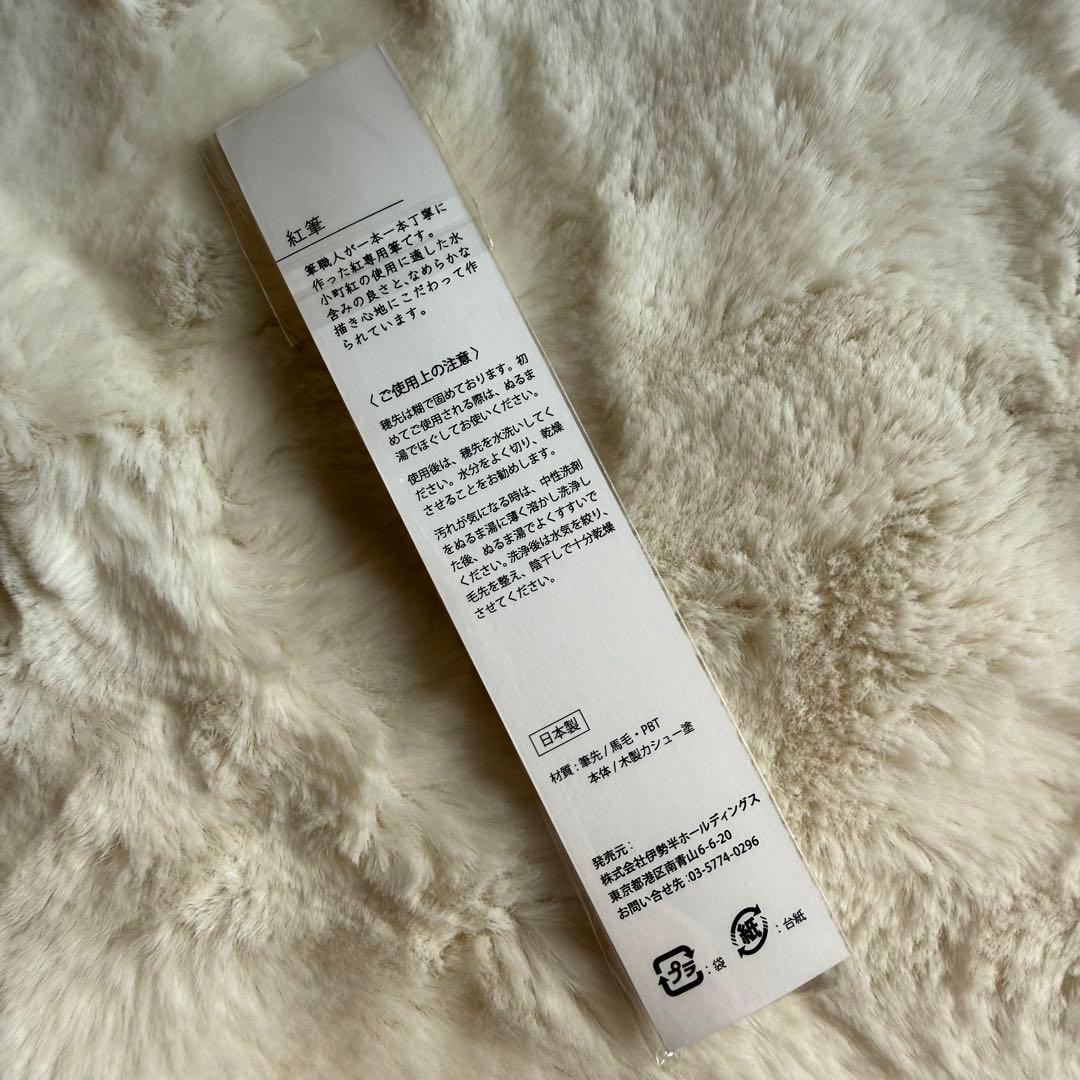 紅筆
筆職人が一本一本丁寧に
作った紅専用筆です。
小町紅の使用に適した水
含みの良さと、なめらかな
描き心地にこだわって作
られています。
〈ご使用上の注意〉
穂先は糊で固めております。初
めてご使用される際は、ぬるま
湯でほぐしてお使いください。
使用後は、穂先を水洗いしてく
ださい。水分をよく切り、乾燥
させることをお勧めします。
汚れが気になる時は、中性洗剤
をぬるま湯に薄く溶かし洗浄し
た後、ぬるま湯でよくすすいで
ください。洗浄後は水気を絞り、
毛先を整え、陰干しで十分乾燥
させてください。
日本製
材質：筆先/馬毛・PBT
本体/木製カシュー塗
発売元：
株式会社伊勢半ホールディングス
東京都港区南青山6-6-20
お問い合せ先：03-5774-0296
プラ：袋 紙：台紙